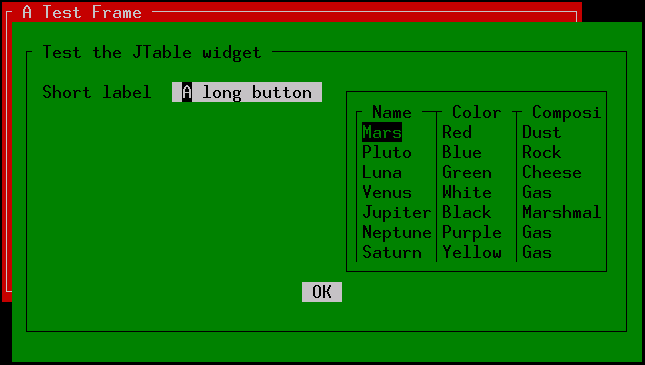 A Test Frame
Test the JTable widget
Short label A long button
Name Color Composi
Mars Red Dust
Pluto Blue Rock
Luna Green Cheese
Venus White Gas
Jupiter Black Marshmal
Neptune Purple Gas
Saturn Yellow Gas
OK